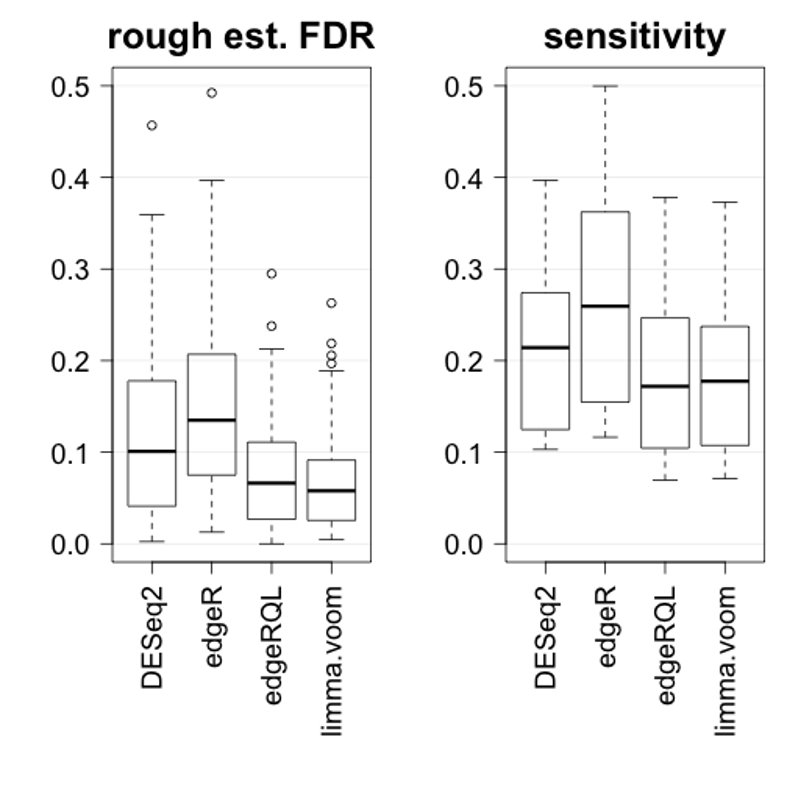 rough est. FDR
0.5
0.4
0.3
0.2
0.1
0.0
DESeq2
edgeR
edgeRQL
limma.voom
sensitivity
0.5
0.4
0.3
0.2
0.1
0.0
DESeq2
edgeR
edgeRQL
limma.voom